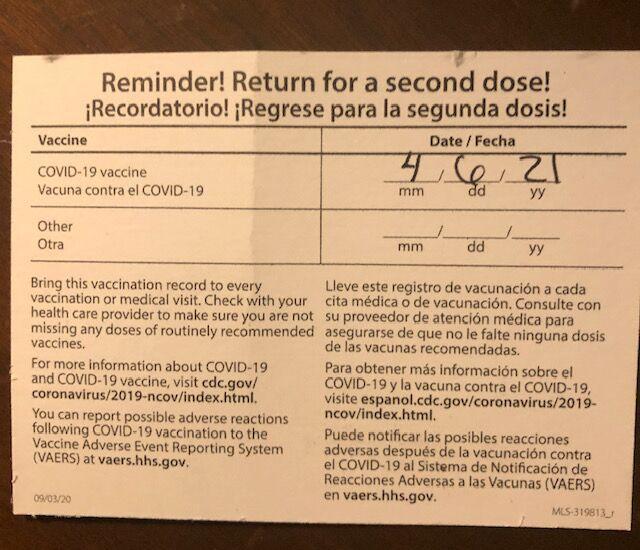 Reminder! Return for a second dose!
¡Recordatorio! ¡Regrese para la segunda dosis!
Vaccine
Date / Fecha
COVID-19 vaccine
Vacuna contra el COVID-19
4 / 6 / 21
mm dd yy
Other
Otra
/ /
mm dd yy
Bring this vaccination record to every
vaccination or medical visit. Check with your
health care provider to make sure you are not
missing any doses of routinely recommended
vaccines.
For more information about COVID-19
and COVID-19 vaccine, visit cdc.gov/
coronavirus/2019-ncov/index.html.
You can report possible adverse reactions
following COVID-19 vaccination to the
Vaccine Adverse Event Reporting System
(VAERS) at vaers.hhs.gov.
09/03/20
Lleve este registro de vacunación a cada
cita médica o de vacunación. Consulte con
su proveedor de atención médica para
asegurarse de que no le falte ninguna dosis
de las vacunas recomendadas.
Para obtener más información sobre el
COVID-19 y la vacuna contra el COVID-19,
visite espanol.cdc.gov/coronavirus/2019-
ncov/index.html.
Puede notificar las posibles reacciones
adversas después de la vacunación contra
el COVID-19 al Sistema de Notificación de
Reacciones Adversas a las Vacunas (VAERS)
en vaers.hhs.gov.
MLS-319813_r